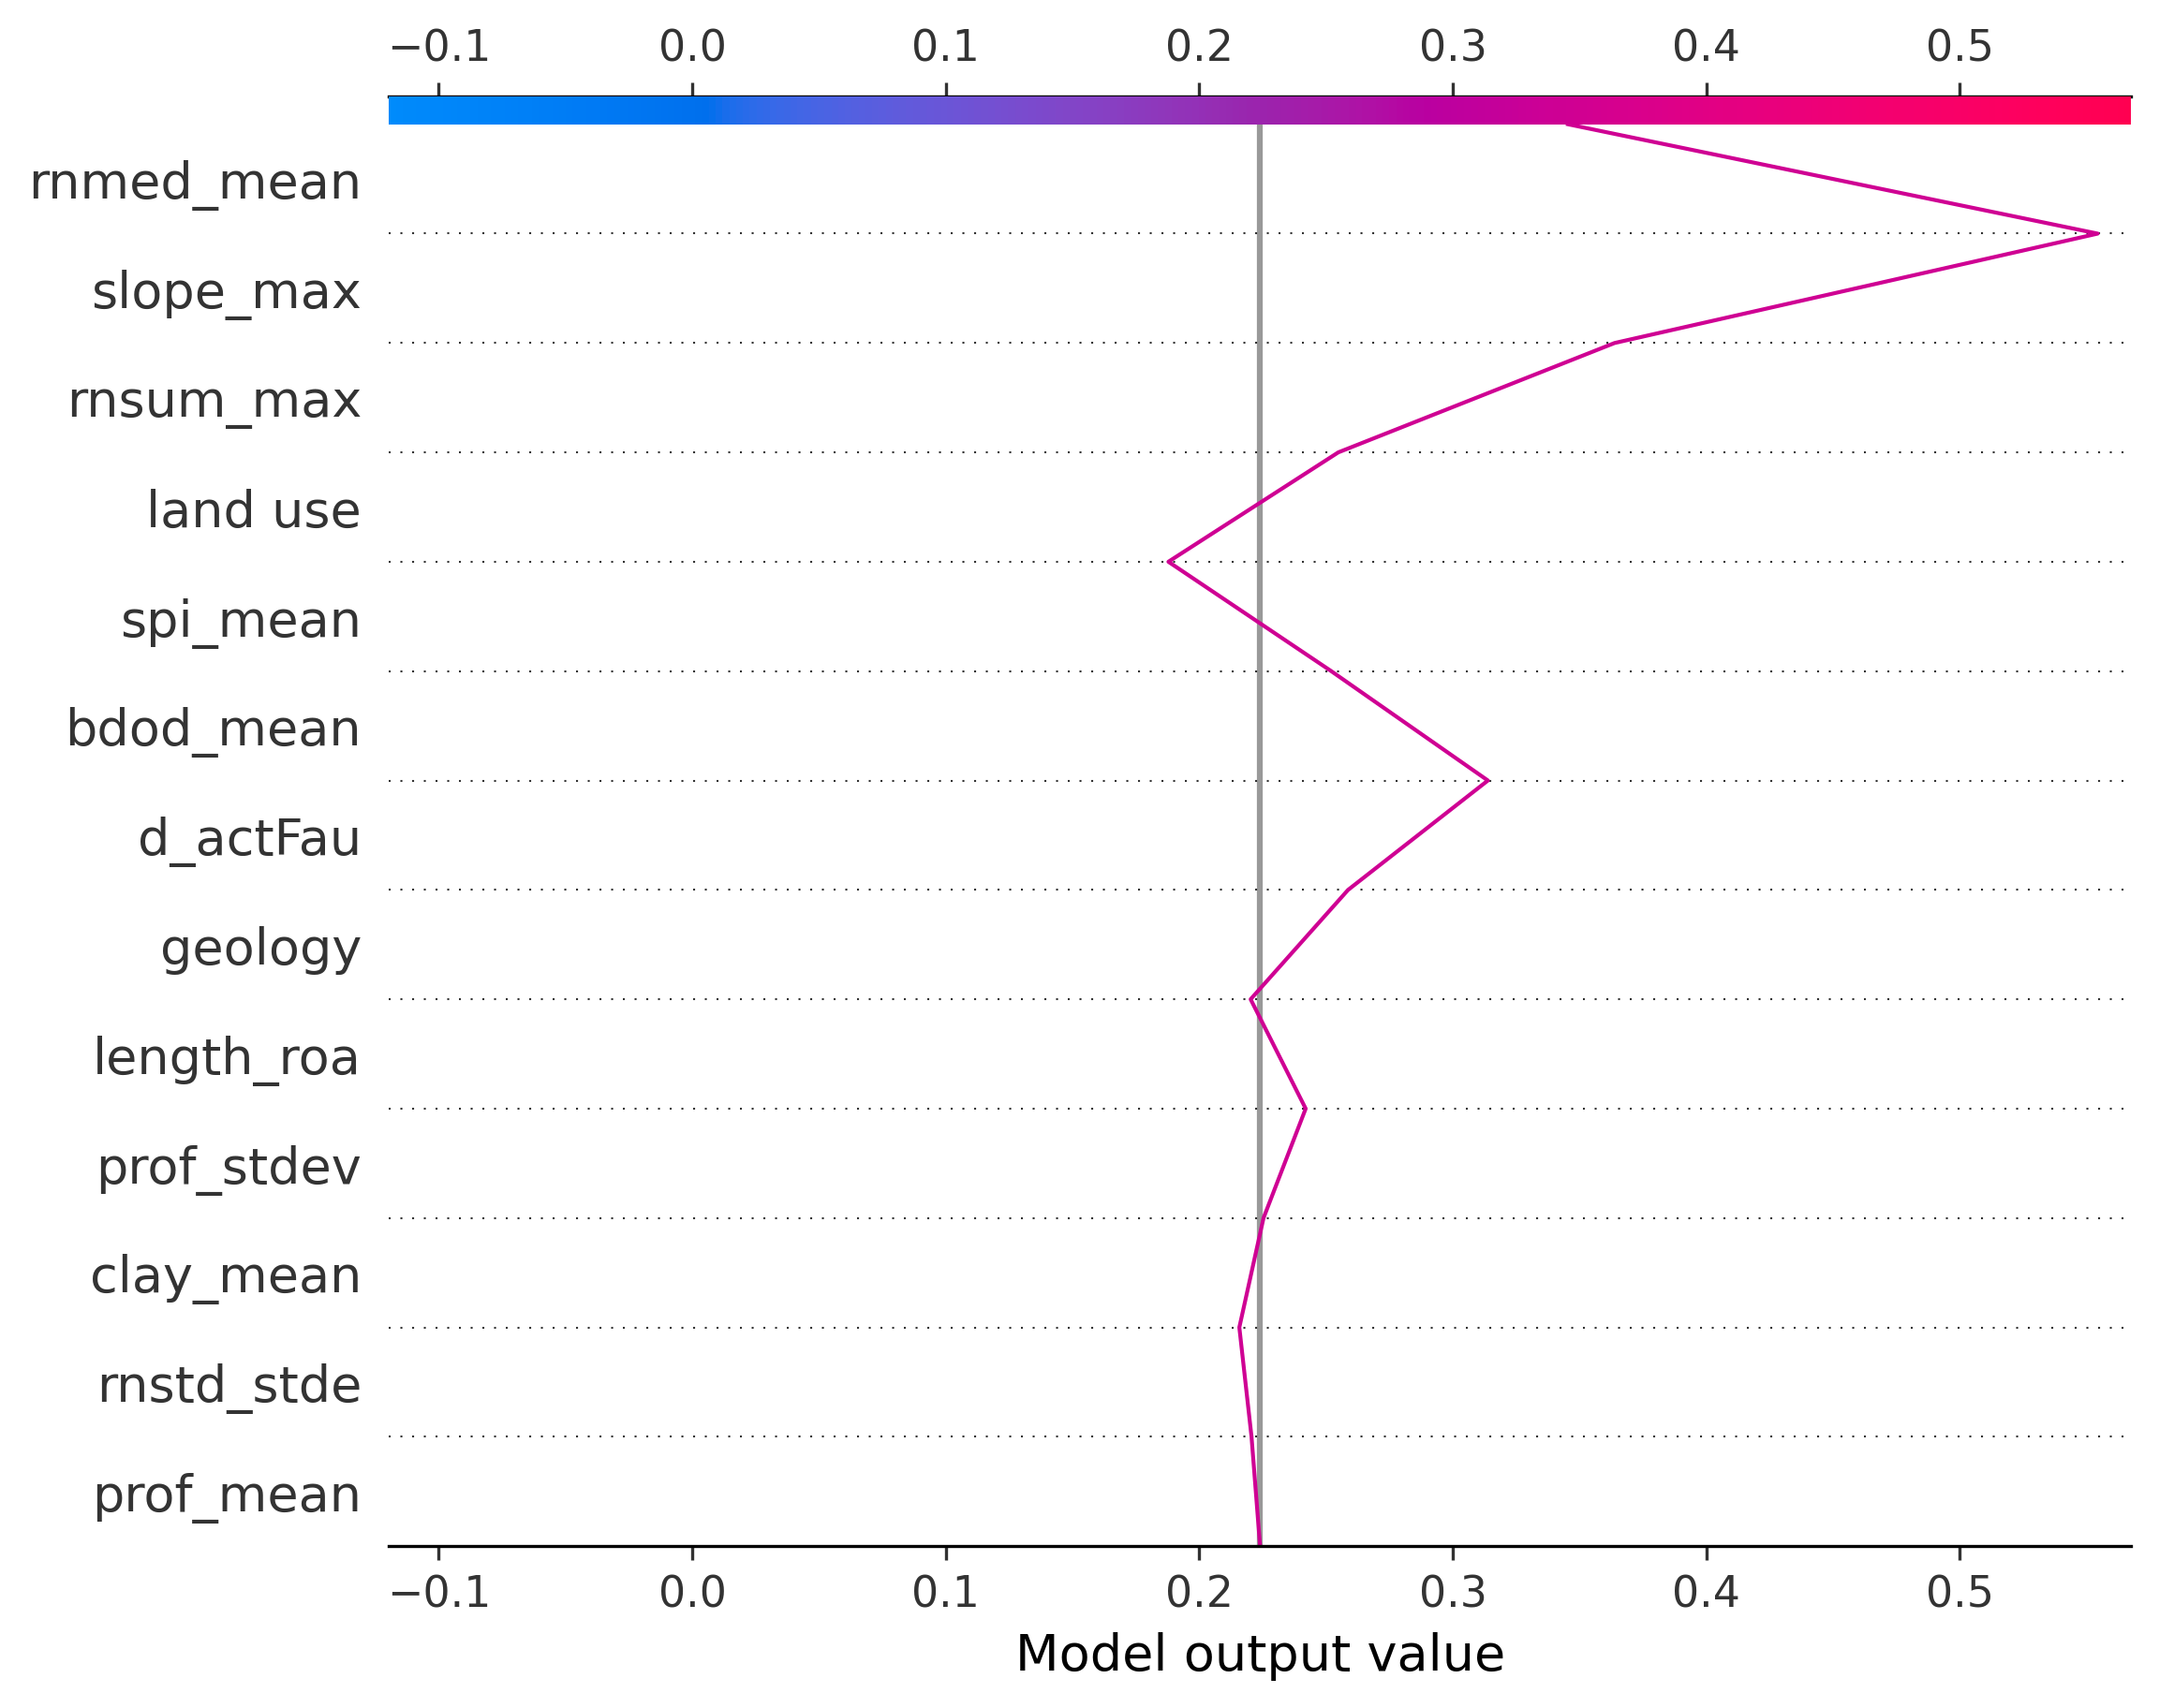 −0.1 0.0 0.1 0.2 0.3 0.4 0.5
rnmed_mean
slope_max
rnsum_max
land use
spi_mean
bdod_mean
d_actFau
geology
length_roa
prof_stdev
clay_mean
rnstd_stde
prof_mean
−0.1 0.0 0.1 0.2 0.3 0.4 0.5
Model output value